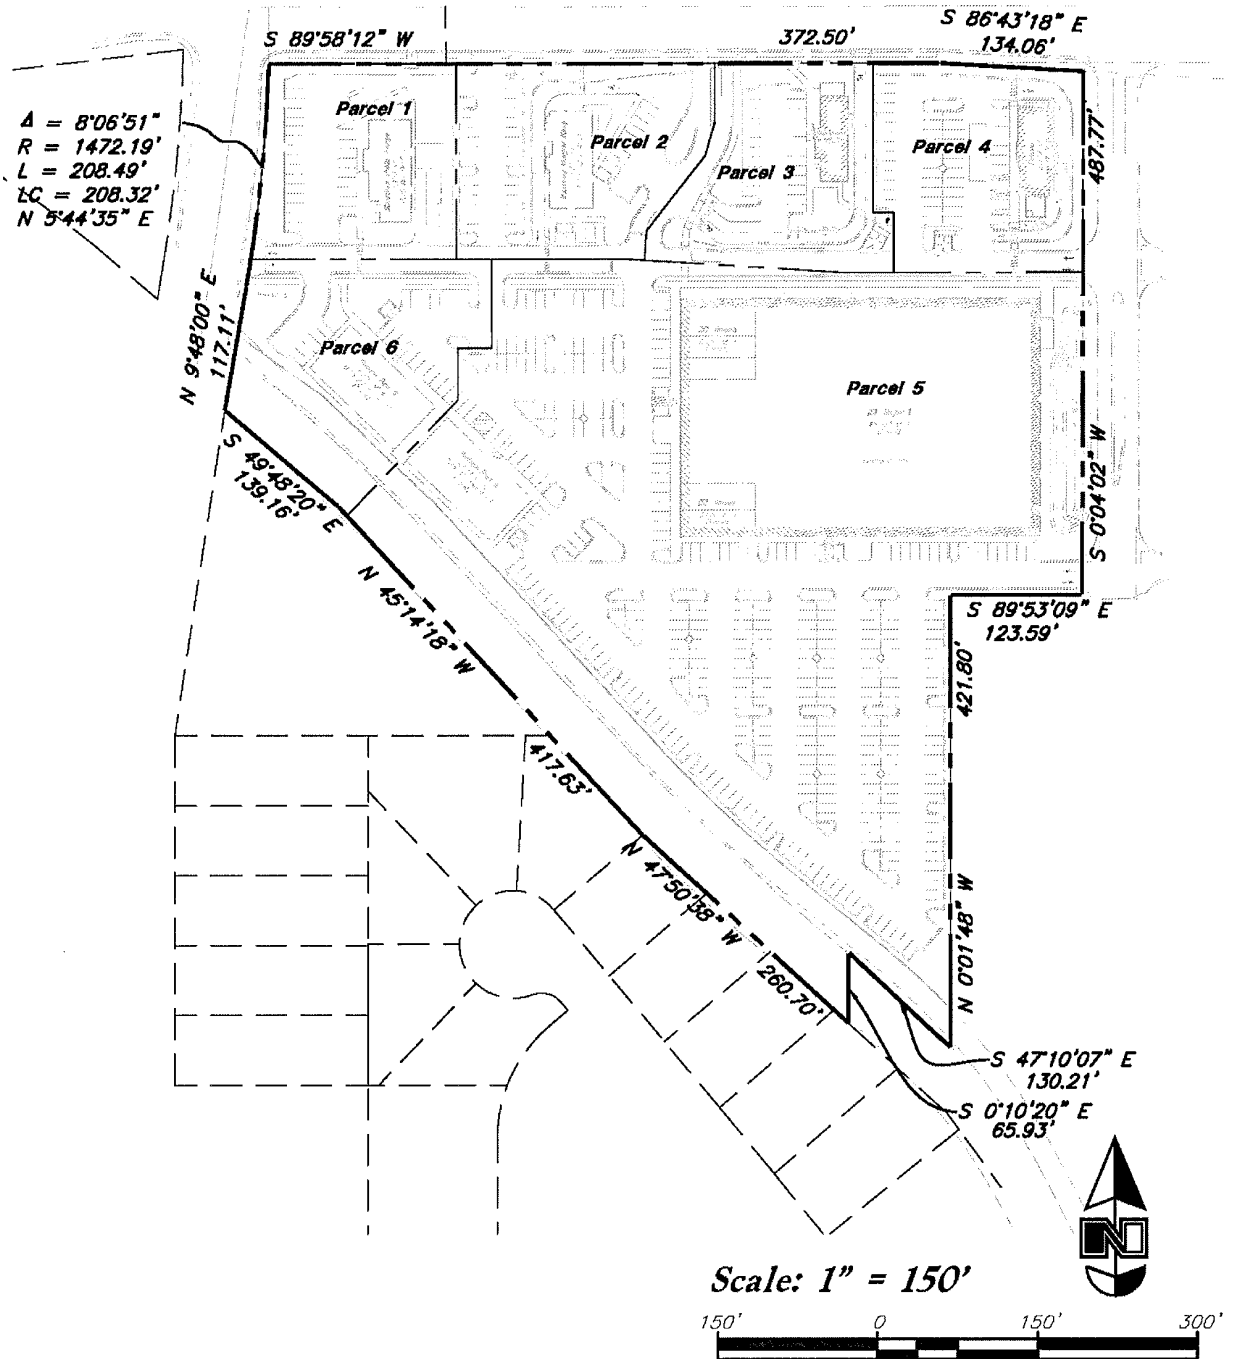 S 89°58'12" W
372.50'
S 86°43'18" E
134.06'
Δ = 8°06'51"
R = 1472.19'
L = 208.49'
LC = 208.32'
N 5°44'35" E
Parcel 1
Parcel 2
Parcel 3
Parcel 4
487.77'
N 9°48'00" E
117.11'
Parcel 6
Parcel 5
S 0°04'02" W
S 49°48'20" E
139.16'
N 45°14'18" W
417.63'
S 89°53'09" E
123.59'
421.80'
N 0°01'48" W
N 47°50'38" W
260.70'
S 47°10'07" E
130.21'
S 0°10'20" E
65.93'
N
Scale: 1" = 150'
150' 0 150' 300'